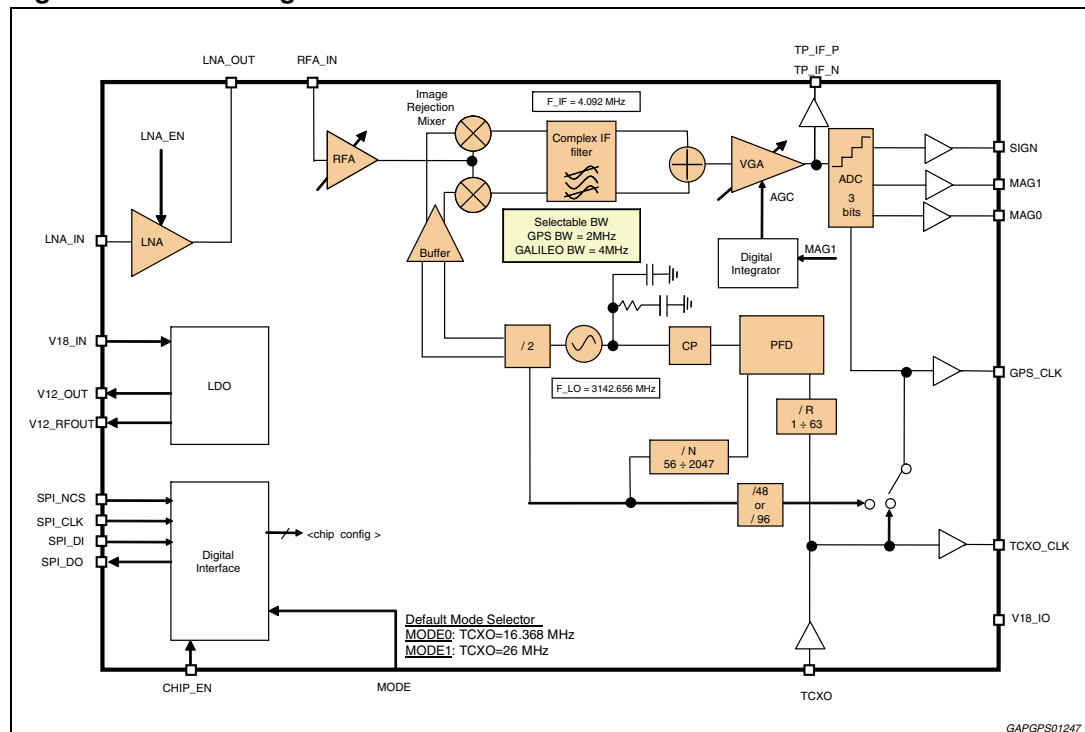 LNA_OUT
RFA_IN
TP_IF_P
TP_IF_N
Image
Rejection
Mixer
F_IF = 4.092 MHz
LNA_EN
RFA
Complex IF
filter
VGA
ADC
3
bits
SIGN
MAG1
MAG0
AGC
LNA_IN
LNA
Selectable BW
GPS BW = 2MHz
GALILEO BW = 4MHz
Buffer
Digital
Integrator
MAG1
V18_IN
V12_OUT
V12_RFOUT
LDO
/ 2
CP
PFD
F_LO = 3142.656 MHz
GPS_CLK
/ R
1 ÷ 63
/ N
56 ÷ 2047
/48
or
/ 96
SPI_NCS
SPI_CLK
SPI_DI
SPI_DO
Digital
Interface
<chip config >
TCXO_CLK
Default Mode Selector
MODE0: TCXO=16.368 MHz
MODE1: TCXO=26 MHz
V18_IO
CHIP_EN
MODE
TCXO
GAPGPS01247